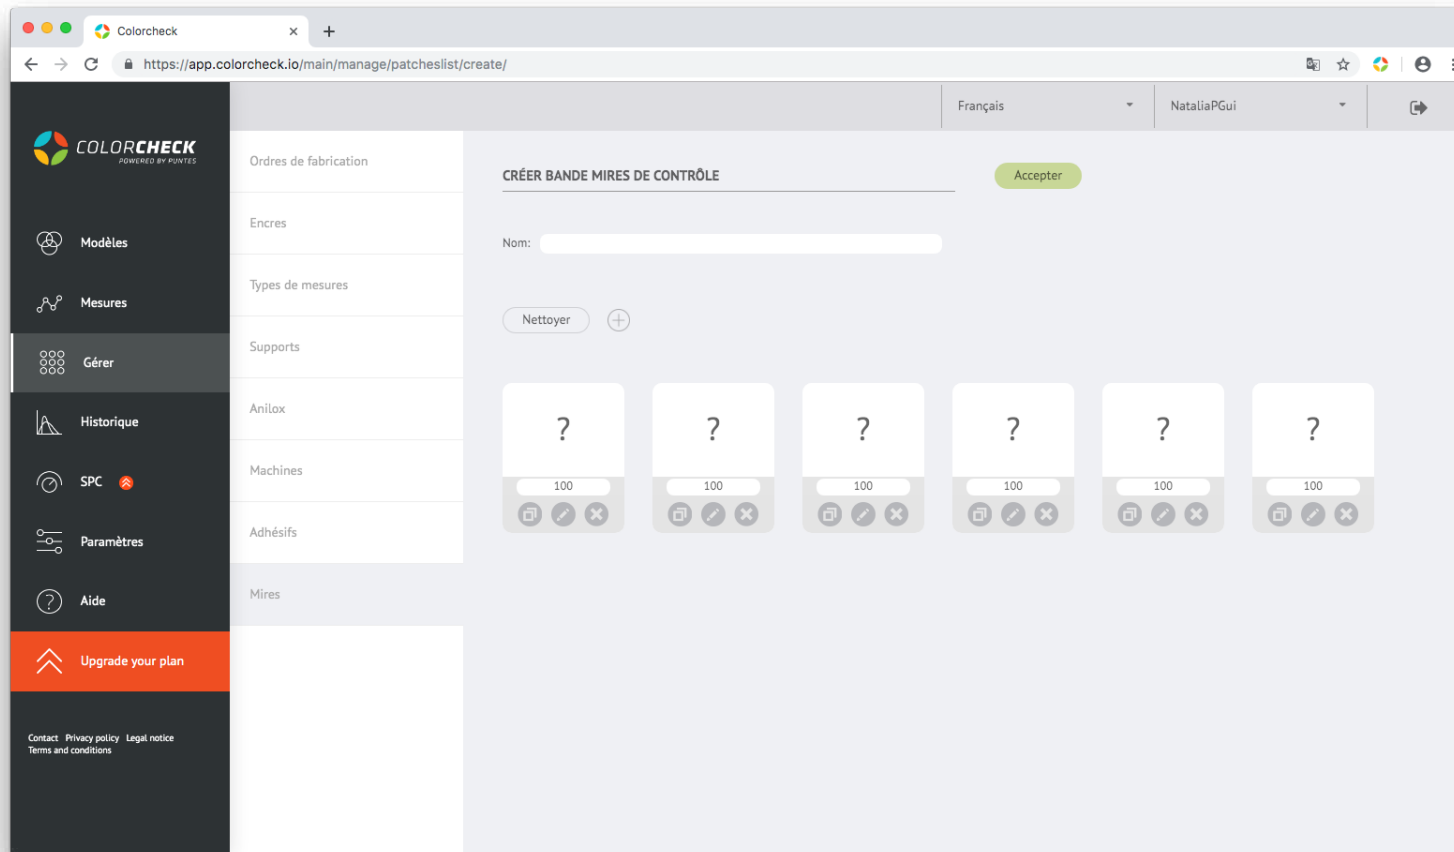 Colorcheck
https://app.colorcheck.io/main/manage/patcheslist/create/
Français
NataliaPGui
COLORCHECK
POWERED BY PUNTES
Modèles
Mesures
Gérer
Historique
SPC
Paramètres
Aide
Upgrade your plan
Contact Privacy policy Legal notice
Terms and conditions
Ordres de fabrication
Encres
Types de mesures
Supports
Anilox
Machines
Adhésifs
Mires
CRÉER BANDE MIRES DE CONTRÔLE
Accepter
Nom:
Nettoyer
? ? ? ? ? ?
100 100 100 100 100 100